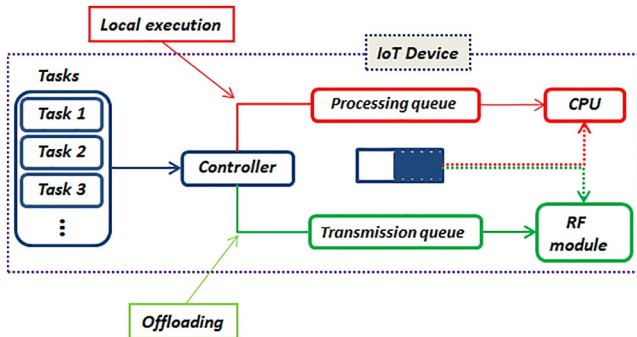 Local execution
IoT Device
Tasks
Task 1
Task 2
Task 3
⋮
Controller
Processing queue
CPU
Transmission queue
RF
module
Offloading